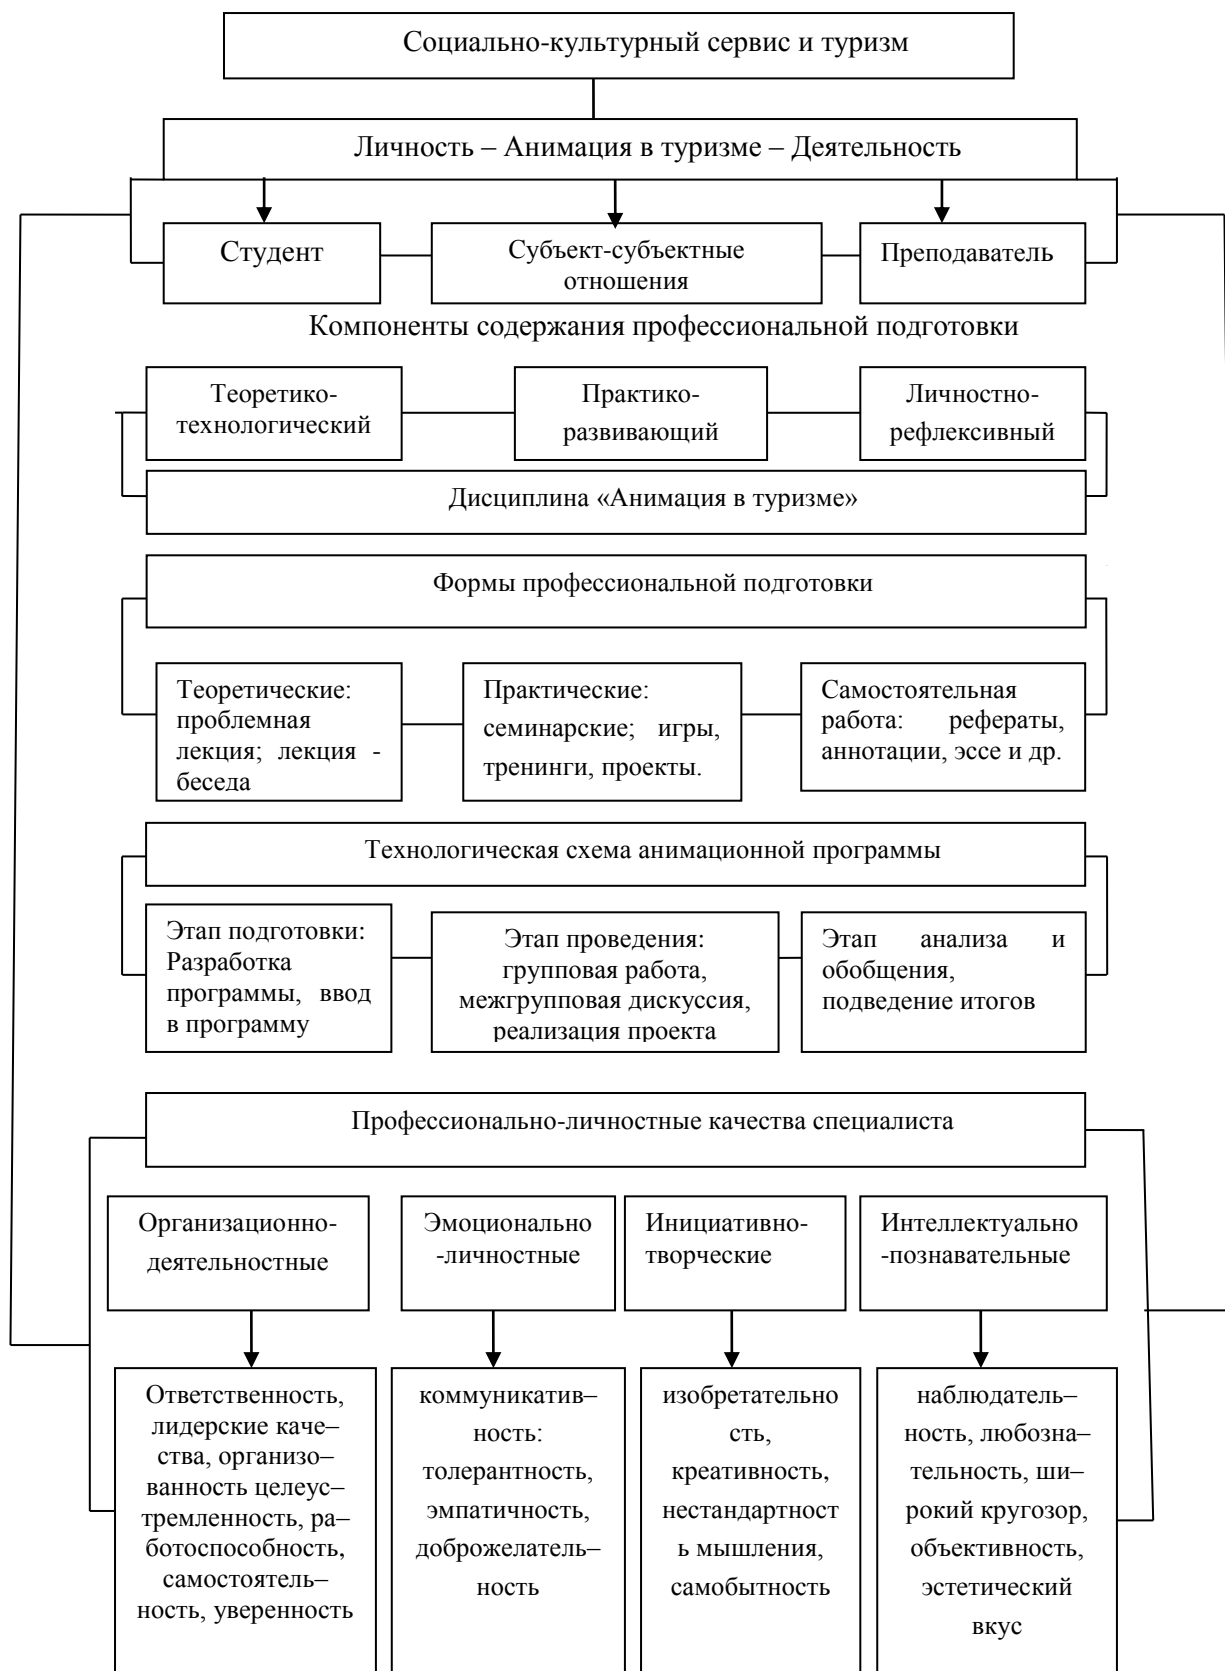 Социально-культурный сервис и туризм
Личность – Анимация в туризме – Деятельность
Студент
Субъект-субъектные
отношения
Преподаватель
Компоненты содержания профессиональной подготовки
Теоретико-
технологический
Практико-
развивающий
Личностно-
рефлексивный
Дисциплина «Анимация в туризме»
Формы профессиональной подготовки
Теоретические:
проблемная
лекция; лекция -
беседа
Практические:
семинарские; игры,
тренинги, проекты.
Самостоятельная
работа: рефераты,
аннотации, эссе и др.
Технологическая схема анимационной программы
Этап подготовки:
Разработка
программы, ввод
в программу
Этап проведения:
групповая работа,
межгрупповая дискуссия,
реализация проекта
Этап анализа и
обобщения,
подведение итогов
Профессионально-личностные качества специалиста
Организационно-
деятельностные
Эмоционально
-личностные
Инициативно-
творческие
Интеллектуально
-познавательные
Ответственность,
лидерские каче–
ства, организо–
ванность целеус–
тремленность, ра–
ботоспособность,
самостоятель–
ность, уверенность
коммуникатив–
ность:
толерантность,
эмпатичность,
доброжелатель–
ность
изобретательно
сть,
креативность,
нестандартност
ь мышления,
самобытность
наблюдатель–
ность, любозна–
тельность, ши–
рокий кругозор,
объективность,
эстетический
вкус